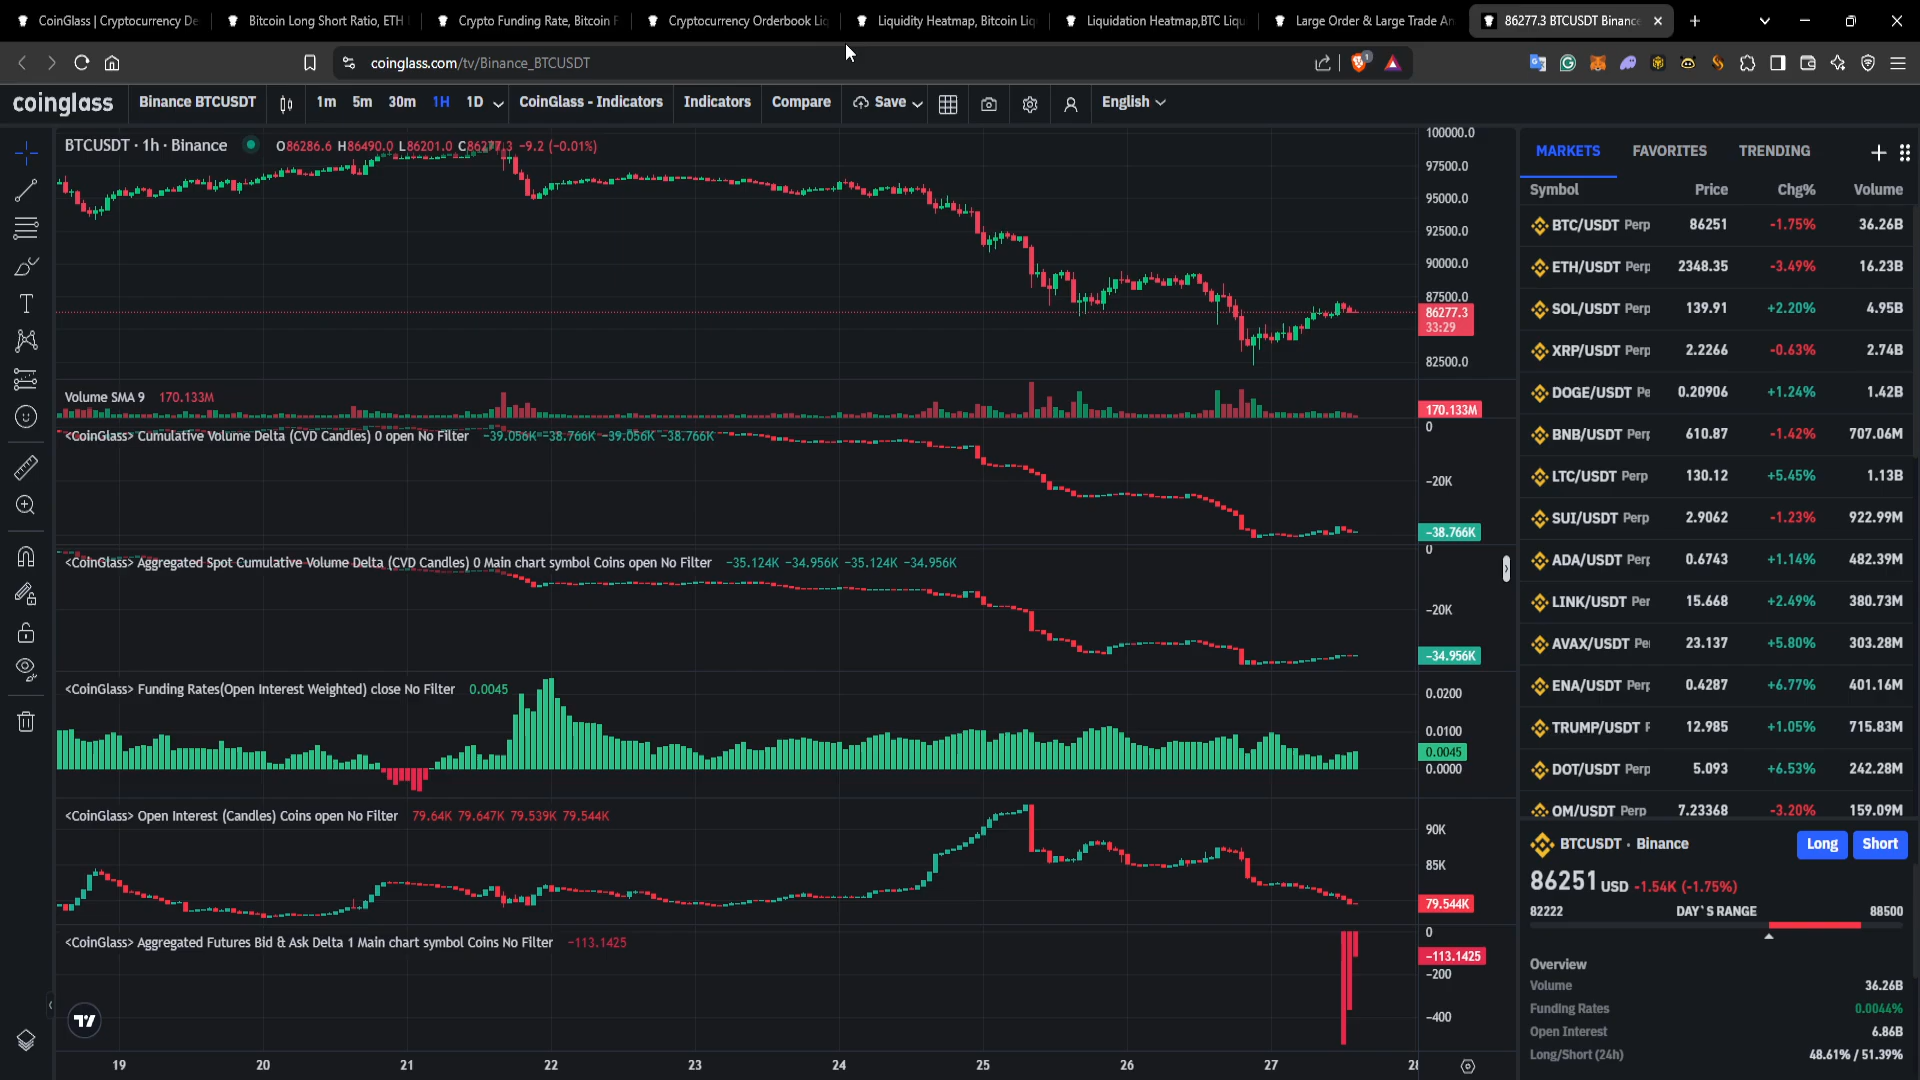 CoinGlass | Cryptocurrency De
Bitcoin Long Short Ratio, ETH
Crypto Funding Rate, Bitcoin F
Cryptocurrency Orderbook Liq
Liquidity Heatmap, Bitcoin Liq
Liquidation Heatmap,BTC Liqu
Large Order & Large Trade An
86277.3 BTCUSDT Binance
coinglass.com/tv/Binance_BTCUSDT
1
coinglass
Binance BTCUSDT
1m 5m 30m 1H 1D
CoinGlass - Indicators
Indicators
Compare
Save
English
BTCUSDT · 1h · Binance O86286.6 H86490.0 L86201.0 C86277.3 -9.2 (-0.01%)
100000.0
97500.0
95000.0
92500.0
90000.0
87500.0
86277.3
33:29
82500.0
Volume SMA 9 170.133M
170.133M
<CoinGlass> Cumulative Volume Delta (CVD Candles) 0 open No Filter -39.056K -38.766K -39.056K -38.766K
0
-20K
-38.766K
<CoinGlass> Aggregated Spot Cumulative Volume Delta (CVD Candles) 0 Main chart symbol Coins open No Filter -35.124K -34.956K -35.124K -34.956K
0
-20K
-34.956K
<CoinGlass> Funding Rates(Open Interest Weighted) close No Filter 0.0045
0.0200
0.0100
0.0045
0.0000
<CoinGlass> Open Interest (Candles) Coins open No Filter 79.64K 79.647K 79.539K 79.544K
90K
85K
79.544K
<CoinGlass> Aggregated Futures Bid & Ask Delta 1 Main chart symbol Coins No Filter -113.1425
0
-113.1425
-200
-400
19 20 21 22 23 24 25 26 27 28
MARKETS FAVORITES TRENDING
Symbol Price Chg% Volume
BTC/USDT Perp 86251 -1.75% 36.26B
ETH/USDT Perp 2348.35 -3.49% 16.23B
SOL/USDT Perp 139.91 +2.20% 4.95B
XRP/USDT Perp 2.2266 -0.63% 2.74B
DOGE/USDT Pe 0.20906 +1.24% 1.42B
BNB/USDT Perp 610.87 -1.42% 707.06M
LTC/USDT Perp 130.12 +5.45% 1.13B
SUI/USDT Perp 2.9062 -1.23% 922.99M
ADA/USDT Perp 0.6743 +1.14% 482.39M
LINK/USDT Per 15.668 +2.49% 380.73M
AVAX/USDT Pe 23.137 +5.80% 303.28M
ENA/USDT Perp 0.4287 +6.77% 401.16M
TRUMP/USDT P 12.985 +1.05% 715.83M
DOT/USDT Perp 5.093 +6.53% 242.28M
OM/USDT Perp 7.23368 -3.20% 159.09M
BTCUSDT · Binance
Long Short
86251 USD -1.54K (-1.75%)
82222 DAY`S RANGE 88500
Overview
Volume 36.26B
Funding Rates 0.0044%
Open Interest 6.86B
Long/Short (24h) 48.61% / 51.39%